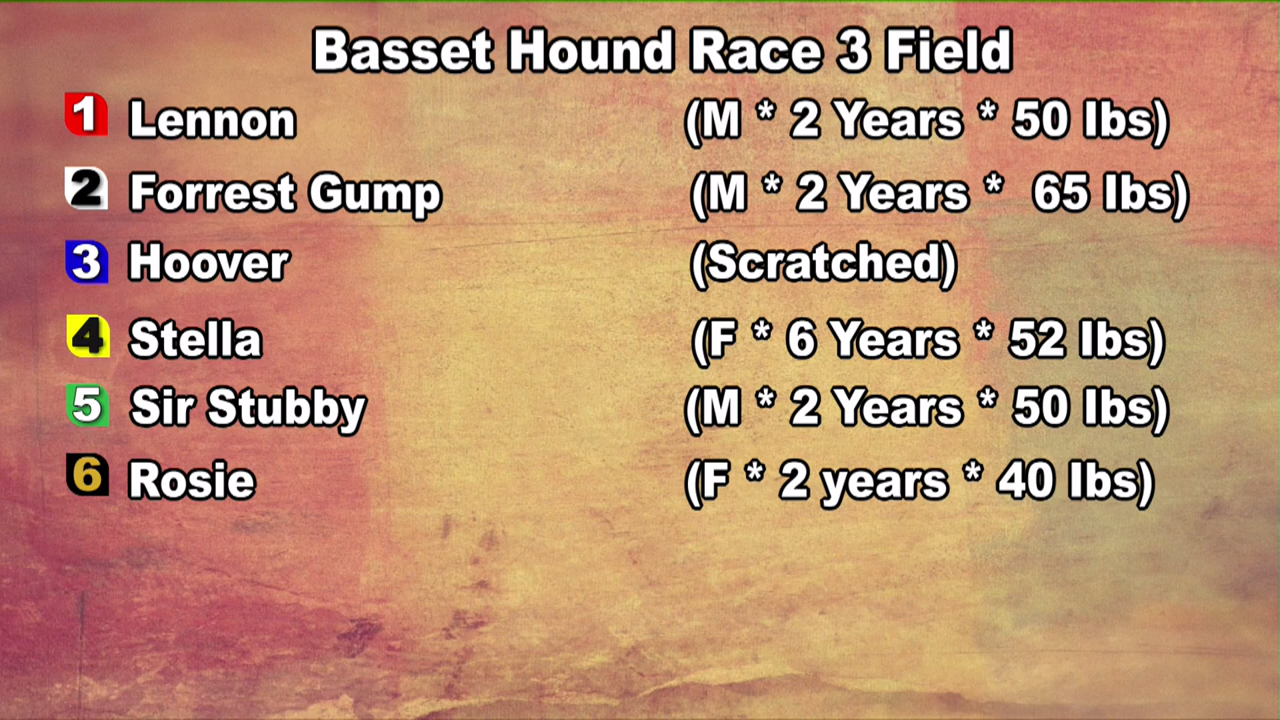 Basset Hound Race 3 Field
1 Lennon (M * 2 Years * 50 lbs)
2 Forrest Gump (M * 2 Years * 65 lbs)
3 Hoover (Scratched)
4 Stella (F * 6 Years * 52 lbs)
5 Sir Stubby (M * 2 Years * 50 lbs)
6 Rosie (F * 2 years * 40 lbs)